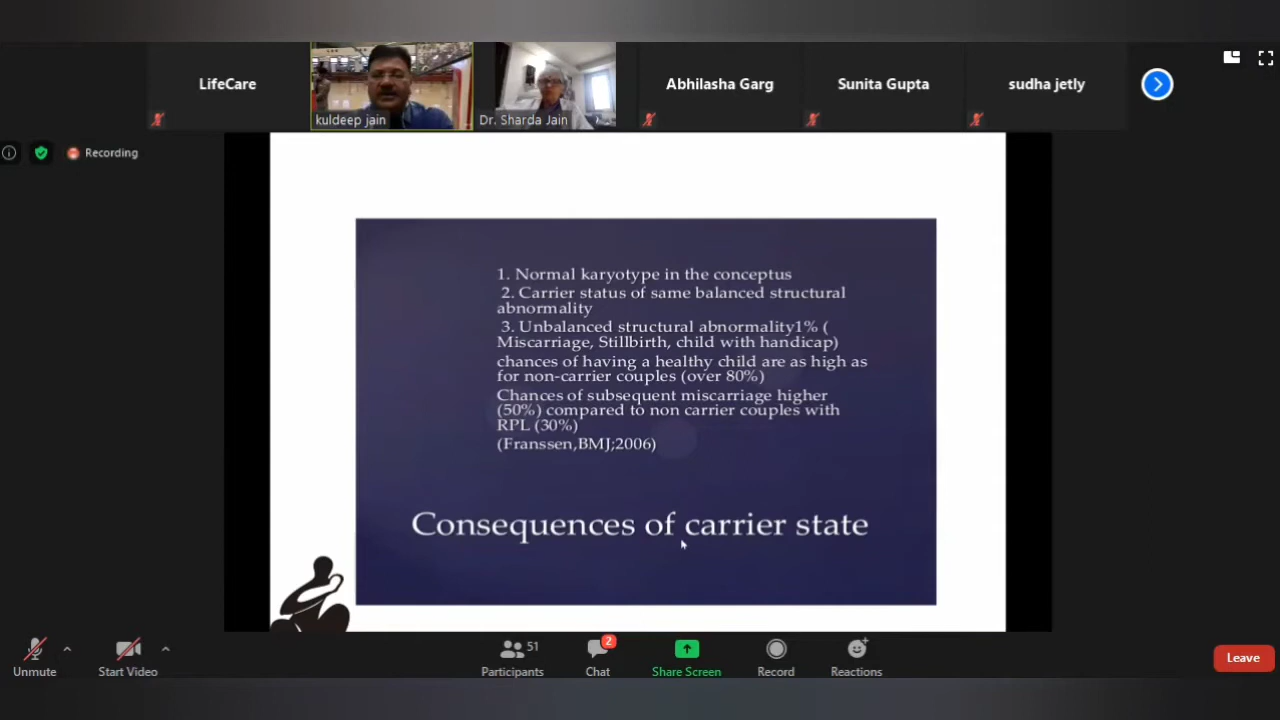 LifeCare
kuldeep jain
Dr. Sharda Jain
Abhilasha Garg
Sunita Gupta
sudha jetly
Recording
1. Normal karyotype in the conceptus
2. Carrier status of same balanced structural
abnormality
3. Unbalanced structural abnormality1% (
Miscarriage, Stillbirth, child with handicap)
chances of having a healthy child are as high as
for non-carrier couples (over 80%)
Chances of subsequent miscarriage higher
(50%) compared to non carrier couples with
RPL (30%)
(Franssen,BMJ;2006)
Consequences of carrier state
Unmute
Start Video
51
Participants
2
Chat
Share Screen
Record
Reactions
Leave